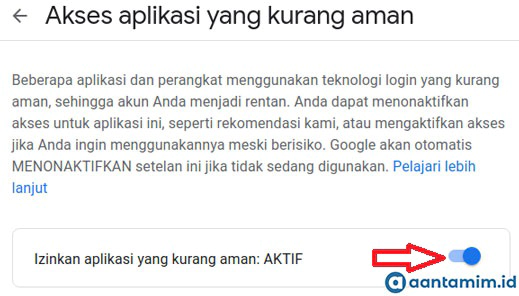 Akses aplikasi yang kurang aman
Beberapa aplikasi dan perangkat menggunakan teknologi login yang kurang
aman, sehingga akun Anda menjadi rentan. Anda dapat menonaktifkan
akses untuk aplikasi ini, seperti rekomendasi kami, atau mengaktifkan akses
jika Anda ingin menggunakannya meski berisiko. Google akan otomatis
MENONAKTIFKAN setelan ini jika tidak sedang digunakan. Pelajari lebih
lanjut
Izinkan aplikasi yang kurang aman: AKTIF
aantamim.id